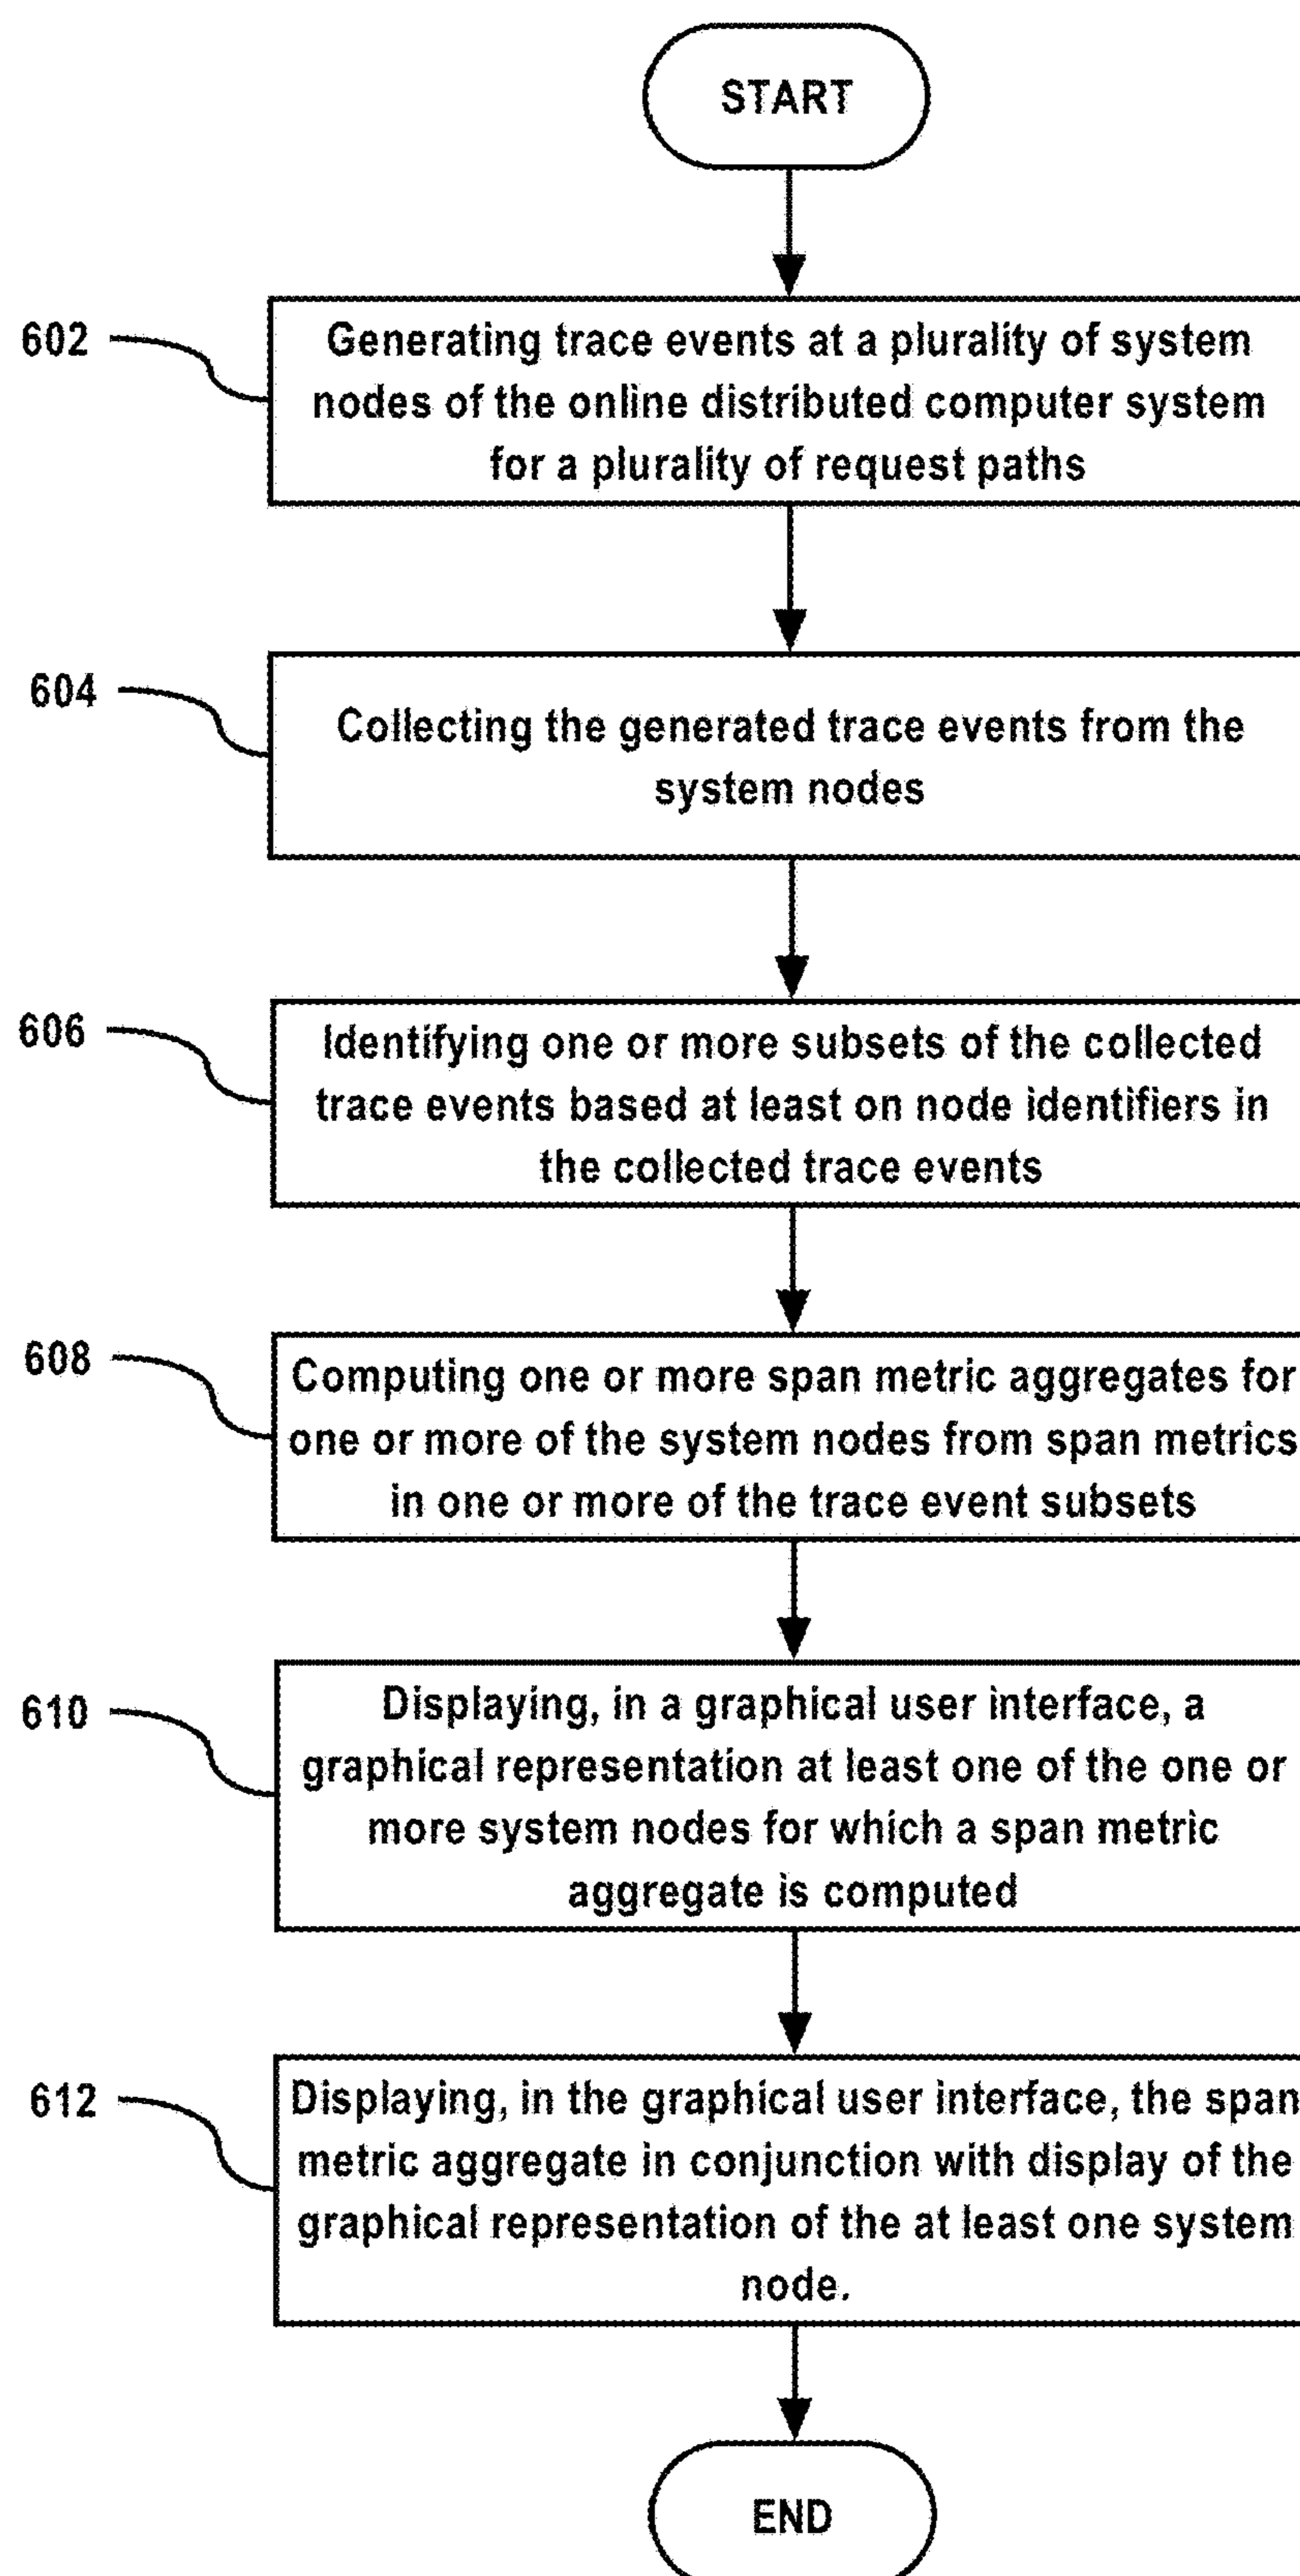 START
602
Generating trace events at a plurality of system
nodes of the online distributed computer system
for a plurality of request paths
604
Collecting the generated trace events from the
system nodes
606
Identifying one or more subsets of the collected
trace events based at least on node identifiers in
the collected trace events
608
Computing one or more span metric aggregates for
one or more of the system nodes from span metrics
in one or more of the trace event subsets
610
Displaying, in a graphical user interface, a
graphical representation at least one of the one or
more system nodes for which a span metric
aggregate is computed
612
Displaying, in the graphical user interface, the span
metric aggregate in conjunction with display of the
graphical representation of the at least one system
node.
END